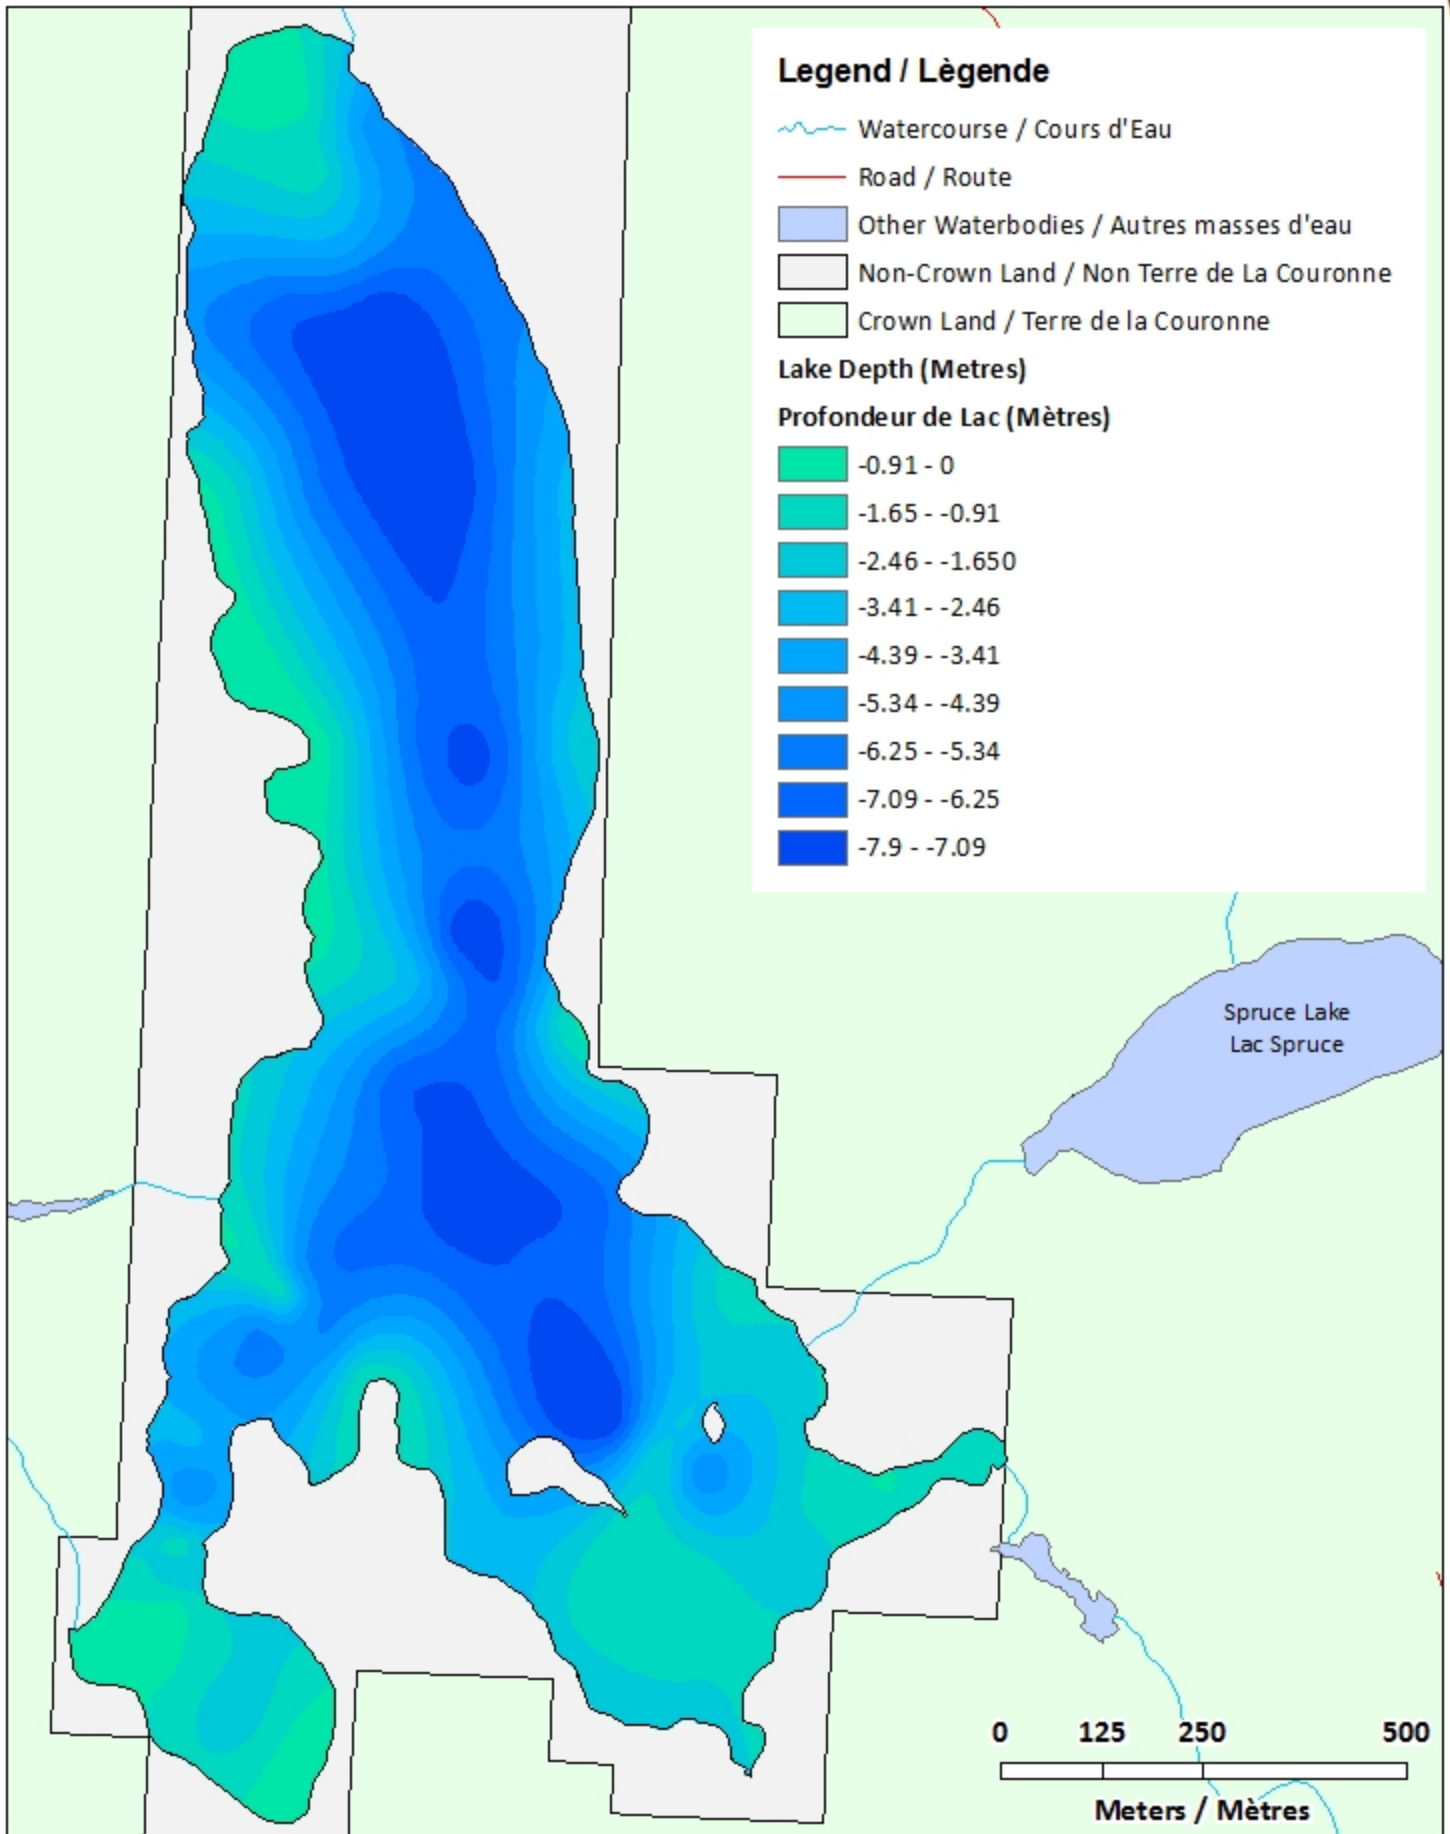 Legend / Lègende
Watercourse / Cours d'Eau
Road / Route
Other Waterbodies / Autres masses d'eau
Non-Crown Land / Non Terre de La Couronne
Crown Land / Terre de la Couronne
Lake Depth (Metres)
Profondeur de Lac (Mètres)
-0.91 - 0
-1.65 - -0.91
-2.46 - -1.650
-3.41 - -2.46
-4.39 - -3.41
-5.34 - -4.39
-6.25 - -5.34
-7.09 - -6.25
-7.9 - -7.09
Spruce Lake
Lac Spruce
0 125 250 500
Meters / Mètres